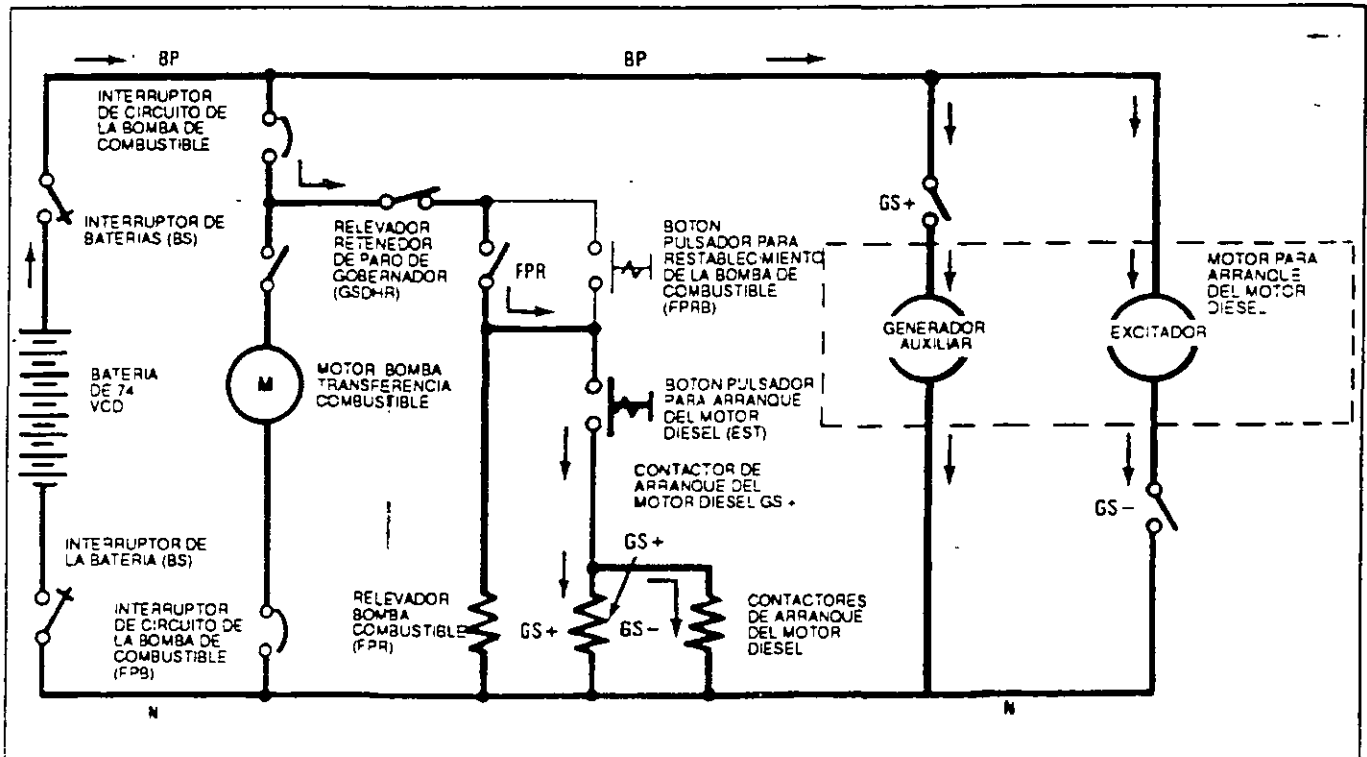 BP
BP
INTERRUPTOR
DE CIRCUITO DE
LA BOMBA DE
COMBUSTIBLE
INTERRUPTOR DE
BATERIAS (BS)
RELEVADOR
RETENEDOR
DE PARO DE
GOBERNADOR
(GSDHR)
FPR
BOTON
PULSADOR PARA
RESTABLECIMIENTO
DE LA BOMBA DE
COMBUSTIBLE
(FPRB)
GS+
MOTOR PARA
ARRANQUE
DEL MOTOR
DIESEL
GENERADOR
AUXILIAR
EXCITADOR
BATERIA
DE 74
VCD
M
MOTOR BOMBA
TRANSFERENCIA
COMBUSTIBLE
BOTON PULSADOR
PARA ARRANQUE
DEL MOTOR
DIESEL (EST)
CONTACTOR DE
ARRANQUE DEL
MOTOR DIESEL GS +
GS -
INTERRUPTOR DE
LA BATERIA (BS)
INTERRUPTOR
DE CIRCUITO DE
LA BOMBA DE
COMBUSTIBLE
(FPB)
RELEVADOR
BOMBA
COMBUSTIBLE
(FPR)
GS+
GS+
GS-
CONTACTORES
DE ARRANQUE
DEL MOTOR
DIESEL
N
N